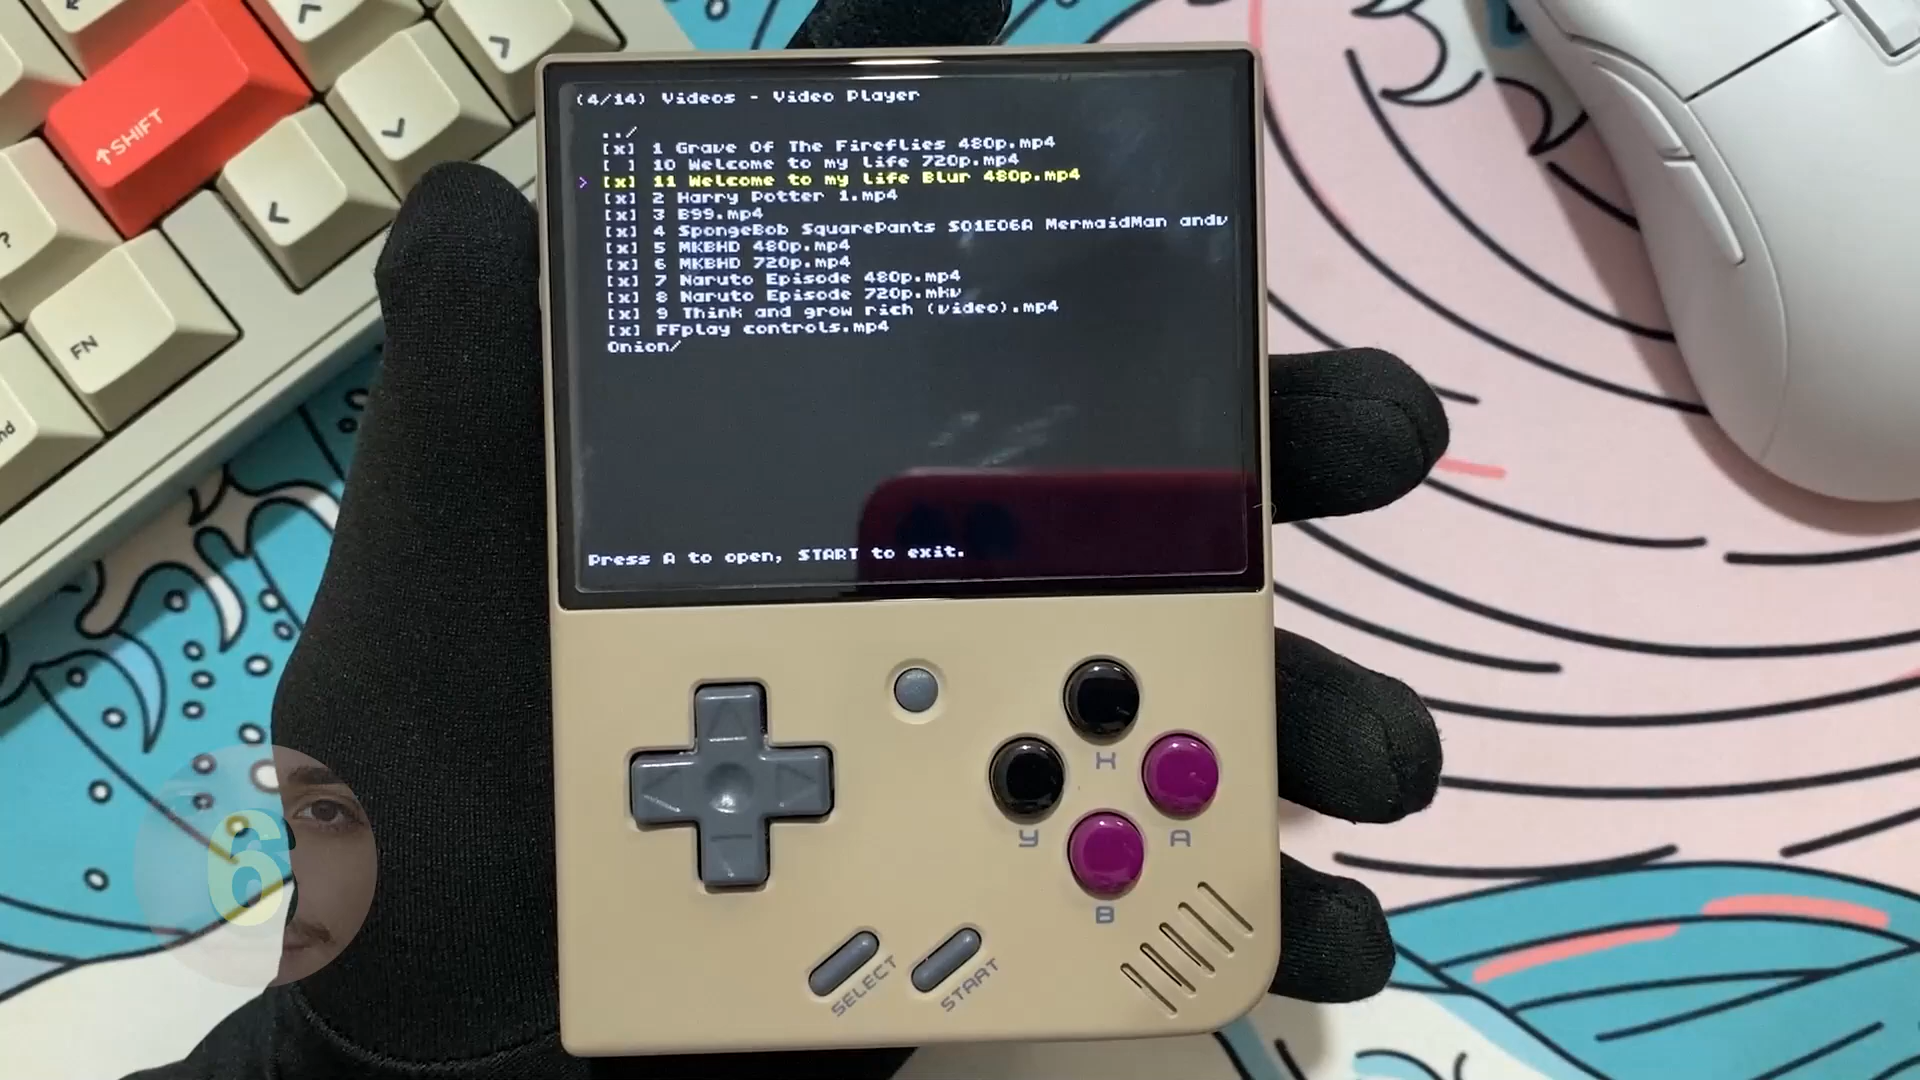 ↑SHIFT
?
FN
nd
(4/14) Videos - Video Player
../
[x] 1 Grave Of The Fireflies 480p.mp4
[ ] 10 Welcome to my life 720p.mp4
> [x] 11 Welcome to my life Blur 480p.mp4
[x] 2 Harry Potter 1.mp4
[x] 3 B99.mp4
[x] 4 SpongeBob SquarePants S01E06A MermaidMan andv
[x] 5 MKBHD 480p.mp4
[x] 6 MKBHD 720p.mp4
[x] 7 Naruto Episode 480p.mp4
[x] 8 Naruto Episode 720p.mkv
[x] 9 Think and grow rich (video).mp4
[x] FFplay controls.mp4
Onion/
Press A to open, START to exit.
X
Y
A
B
SELECT
START
6